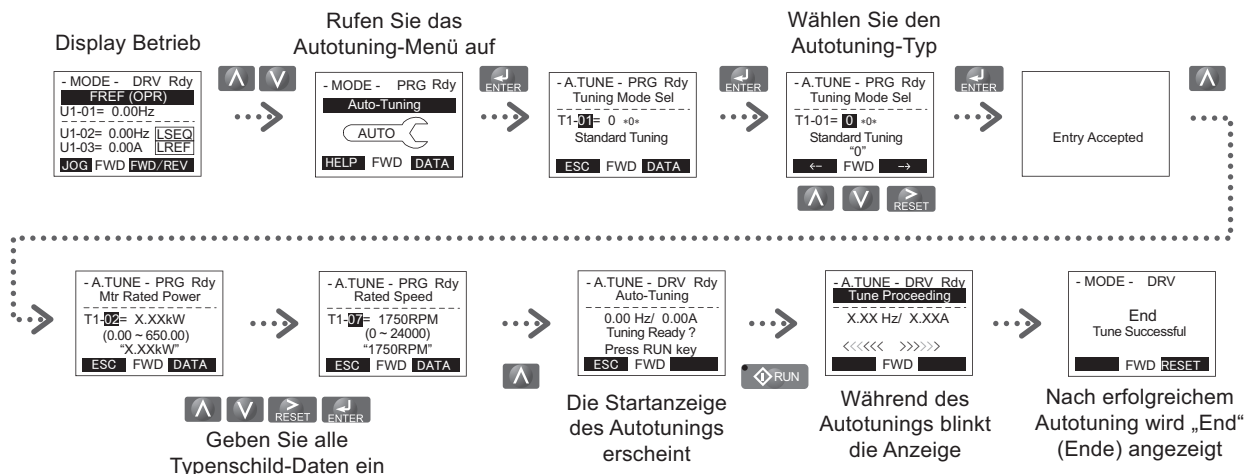 Display Betrieb
- MODE - DRV Rdy
FREF (OPR)
U1-01= 0.00Hz
U1-02= 0.00Hz LSEQ
U1-03= 0.00A LREF
JOG FWD FWD/REV
Rufen Sie das
Autotuning-Menü auf
- MODE - PRG Rdy
Auto-Tuning
AUTO
HELP FWD DATA
ENTER
- A.TUNE - PRG Rdy
Tuning Mode Sel
T1-01= 0 *0*
Standard Tuning
ESC FWD DATA
ENTER
Wählen Sie den
Autotuning-Typ
- A.TUNE - PRG Rdy
Tuning Mode Sel
T1-01= 0 *0*
Standard Tuning
“0”
← FWD →
RESET
ENTER
Entry Accepted
- A.TUNE - PRG Rdy
Mtr Rated Power
T1-02= X.XXkW
(0.00 ~ 650.00)
“X.XXkW”
ESC FWD DATA
- A.TUNE - PRG Rdy
Rated Speed
T1-07= 1750RPM
(0 ~ 24000)
“1750RPM”
ESC FWD DATA
RESET ENTER
Geben Sie alle
Typenschild-Daten ein
- A.TUNE - DRV Rdy
Auto-Tuning
0.00 Hz/ 0.00A
Tuning Ready ?
Press RUN key
ESC FWD
Die Startanzeige
des Autotunings
erscheint
RUN
- A.TUNE - DRV Rdy
Tune Proceeding
X.XX Hz/ X.XXA
<<<<<< >>>>>>
FWD
Während des
Autotunings blinkt
die Anzeige
- MODE - DRV
End
Tune Successful
FWD RESET
Nach erfolgreichem
Autotuning wird „End“
(Ende) angezeigt